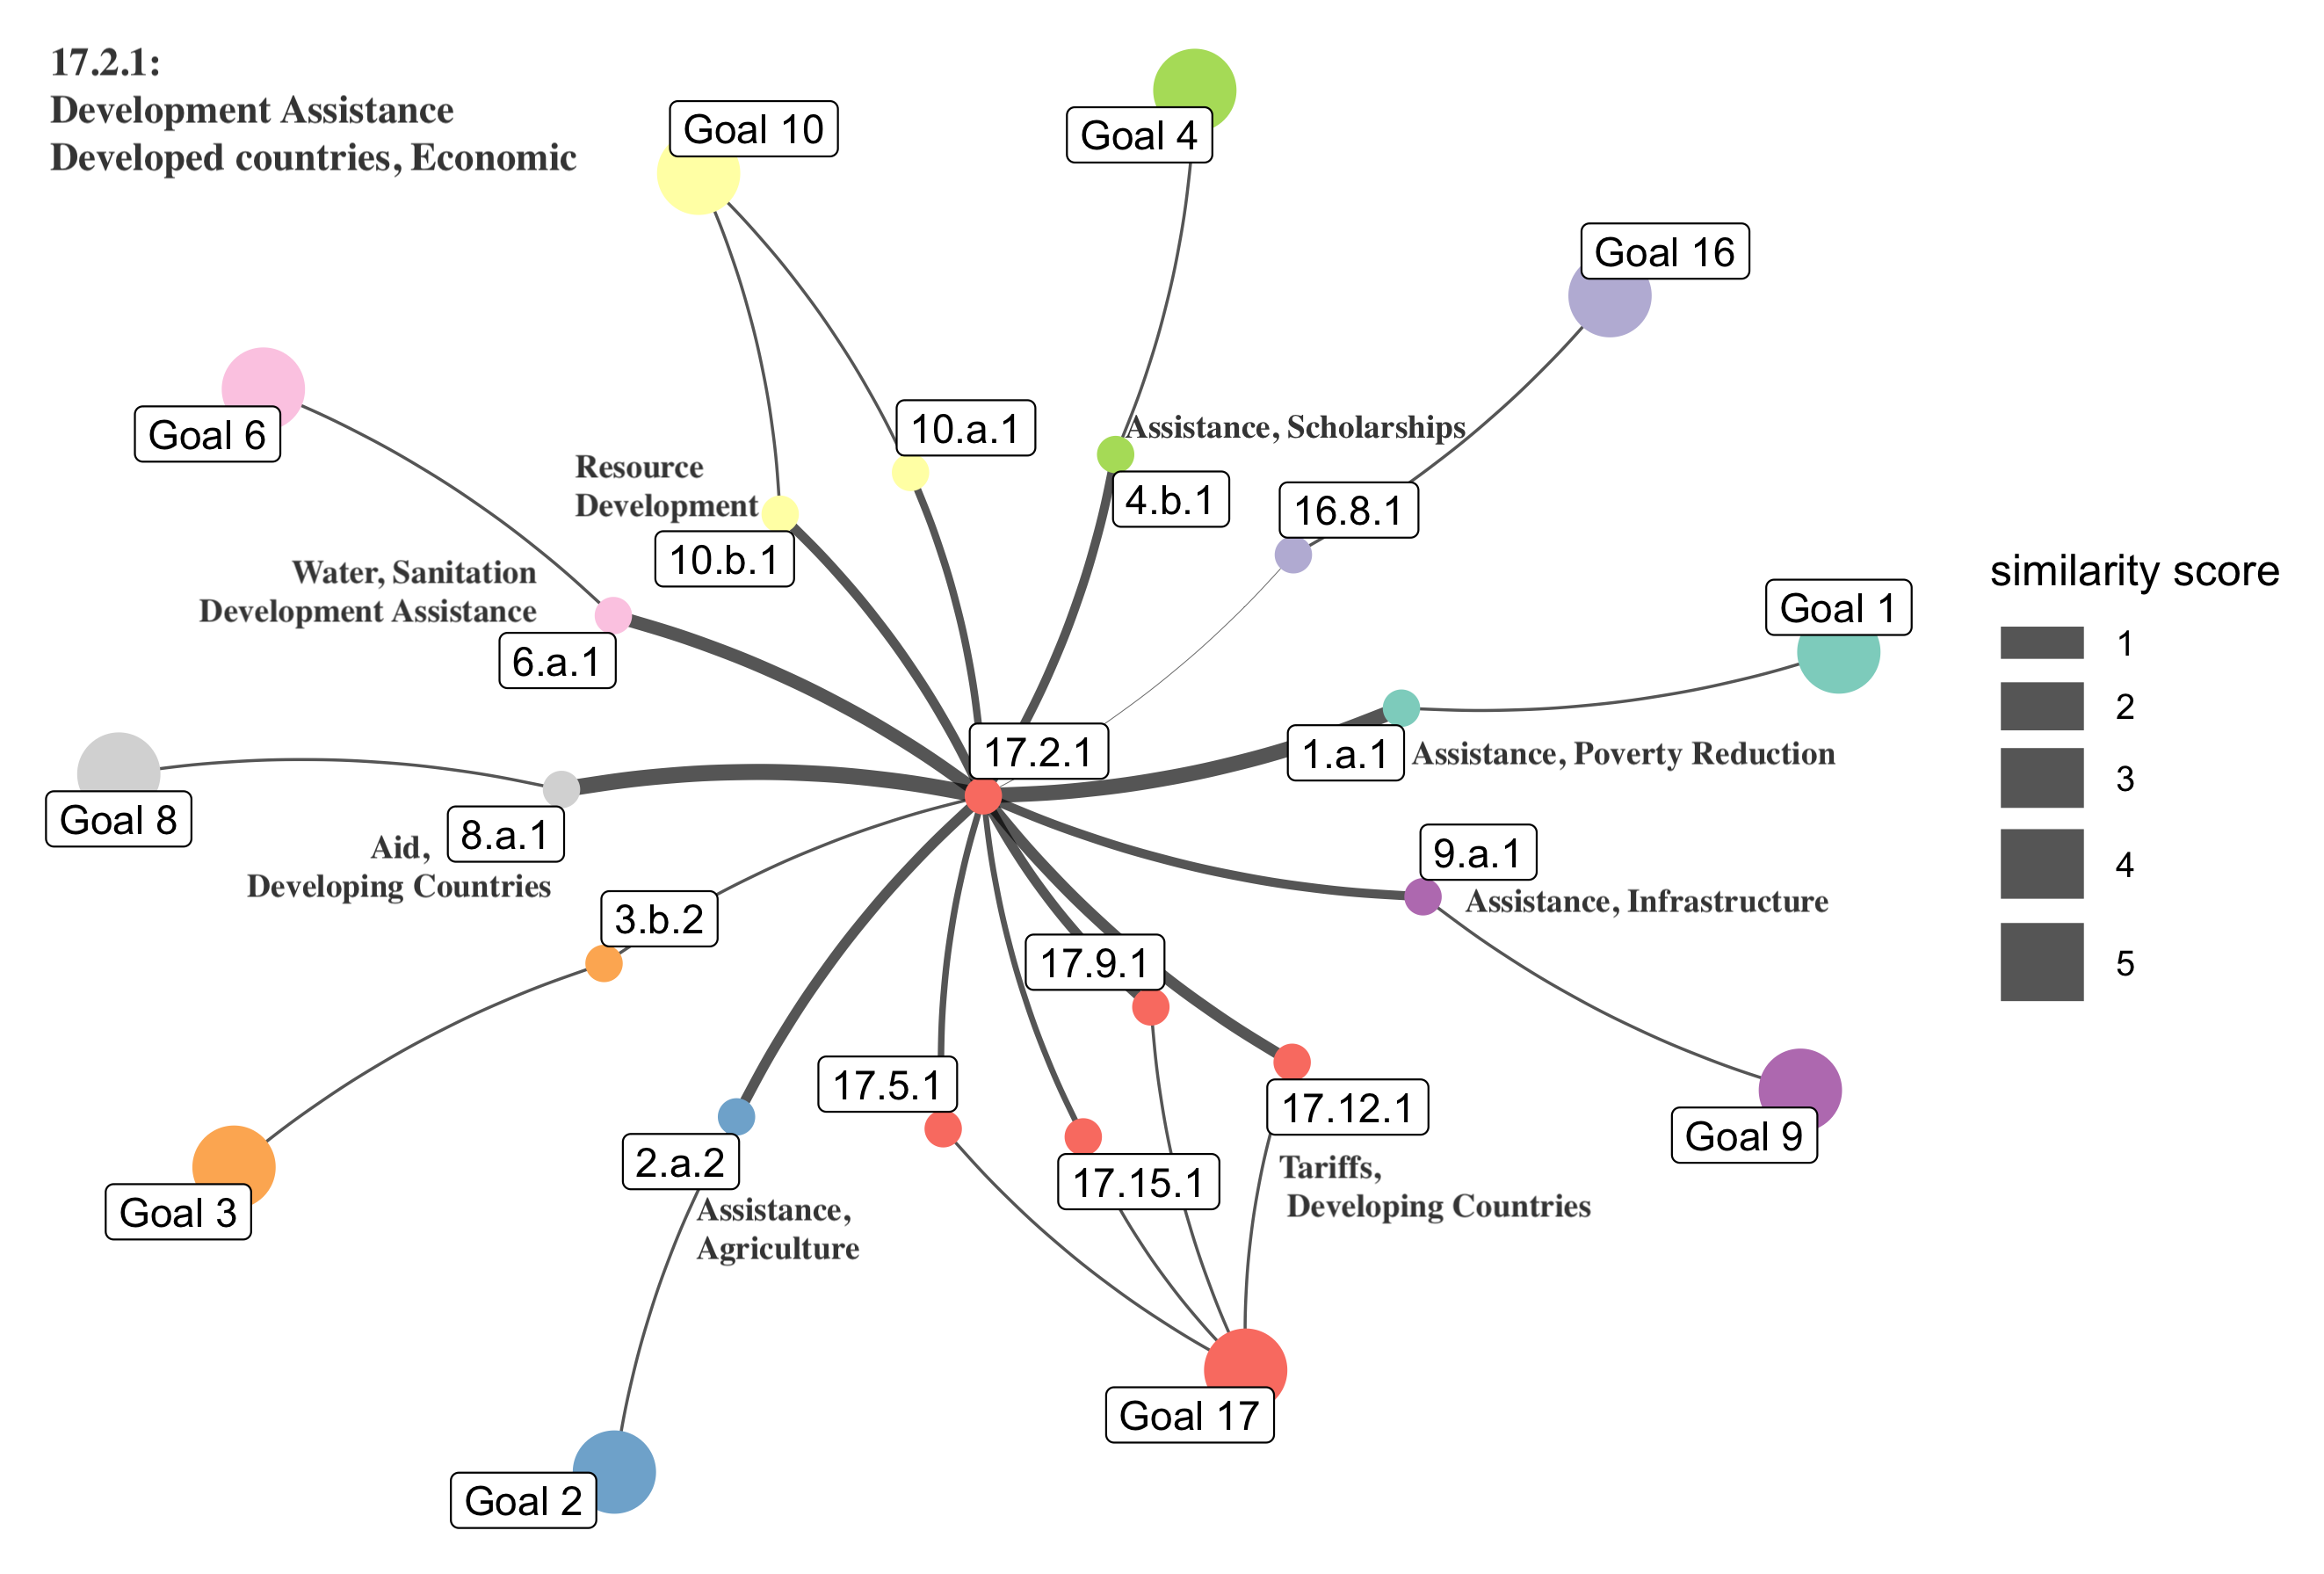 17.2.1:
Development Assistance
Developed countries, Economic
Goal 10
Goal 4
Goal 16
Goal 6
10.a.1
Assistance, Scholarships
Resource
Development
4.b.1
16.8.1
10.b.1
Water, Sanitation
Development Assistance
6.a.1
Goal 1
similarity score
1
2
3
4
5
17.2.1
1.a.1
Assistance, Poverty Reduction
Goal 8
8.a.1
Aid,
Developing Countries
9.a.1
Assistance, Infrastructure
3.b.2
17.9.1
17.5.1
17.12.1
Goal 9
2.a.2
17.15.1
Tariffs,
Developing Countries
Goal 3
Assistance,
Agriculture
Goal 17
Goal 2